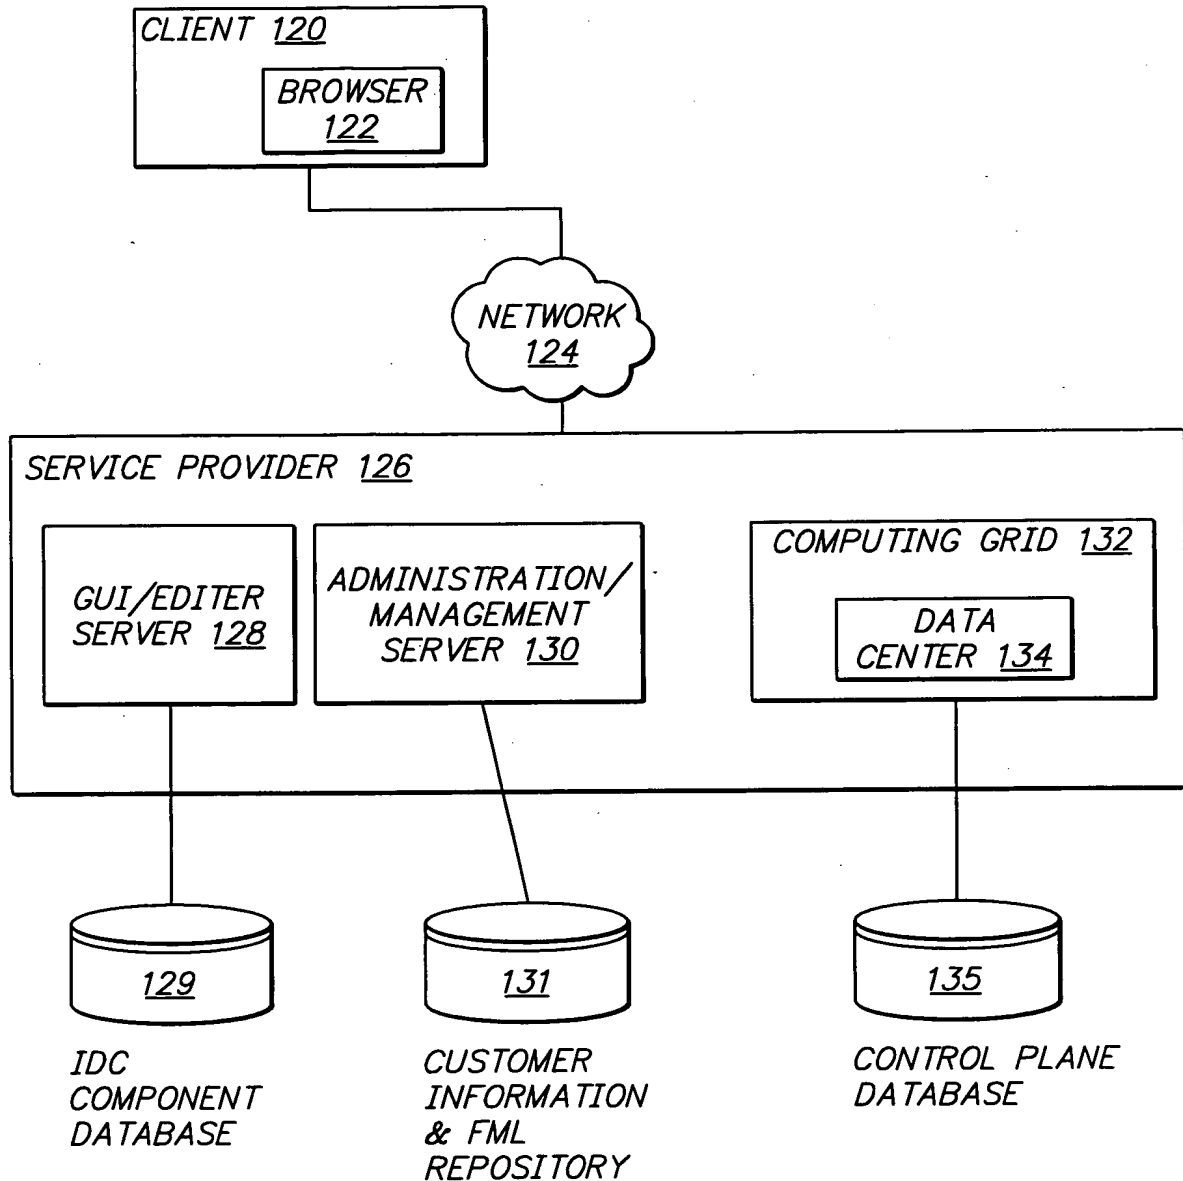 CLIENT 120
BROWSER
122
NETWORK
124
SERVICE PROVIDER 126
GUI/EDITER
SERVER 128
ADMINISTRATION/
MANAGEMENT
SERVER 130
COMPUTING GRID 132
DATA
CENTER 134
129
131
135
IDC
COMPONENT
DATABASE
CUSTOMER
INFORMATION
& FML
REPOSITORY
CONTROL PLANE
DATABASE